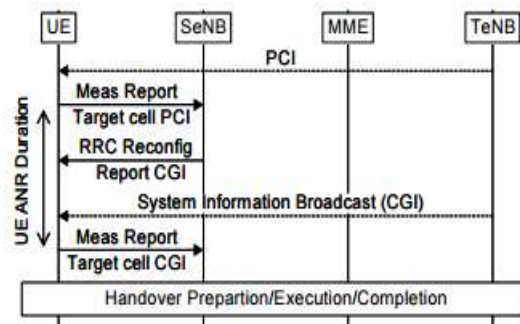 UE SeNB MME TeNB
PCI
Meas Report
Target cell PCI
RRC Reconfig
Report CGI
UE ANR Duration
System Information Broadcast (CGI)
Meas Report
Target cell CGI
Handover Prepartion/Execution/Completion